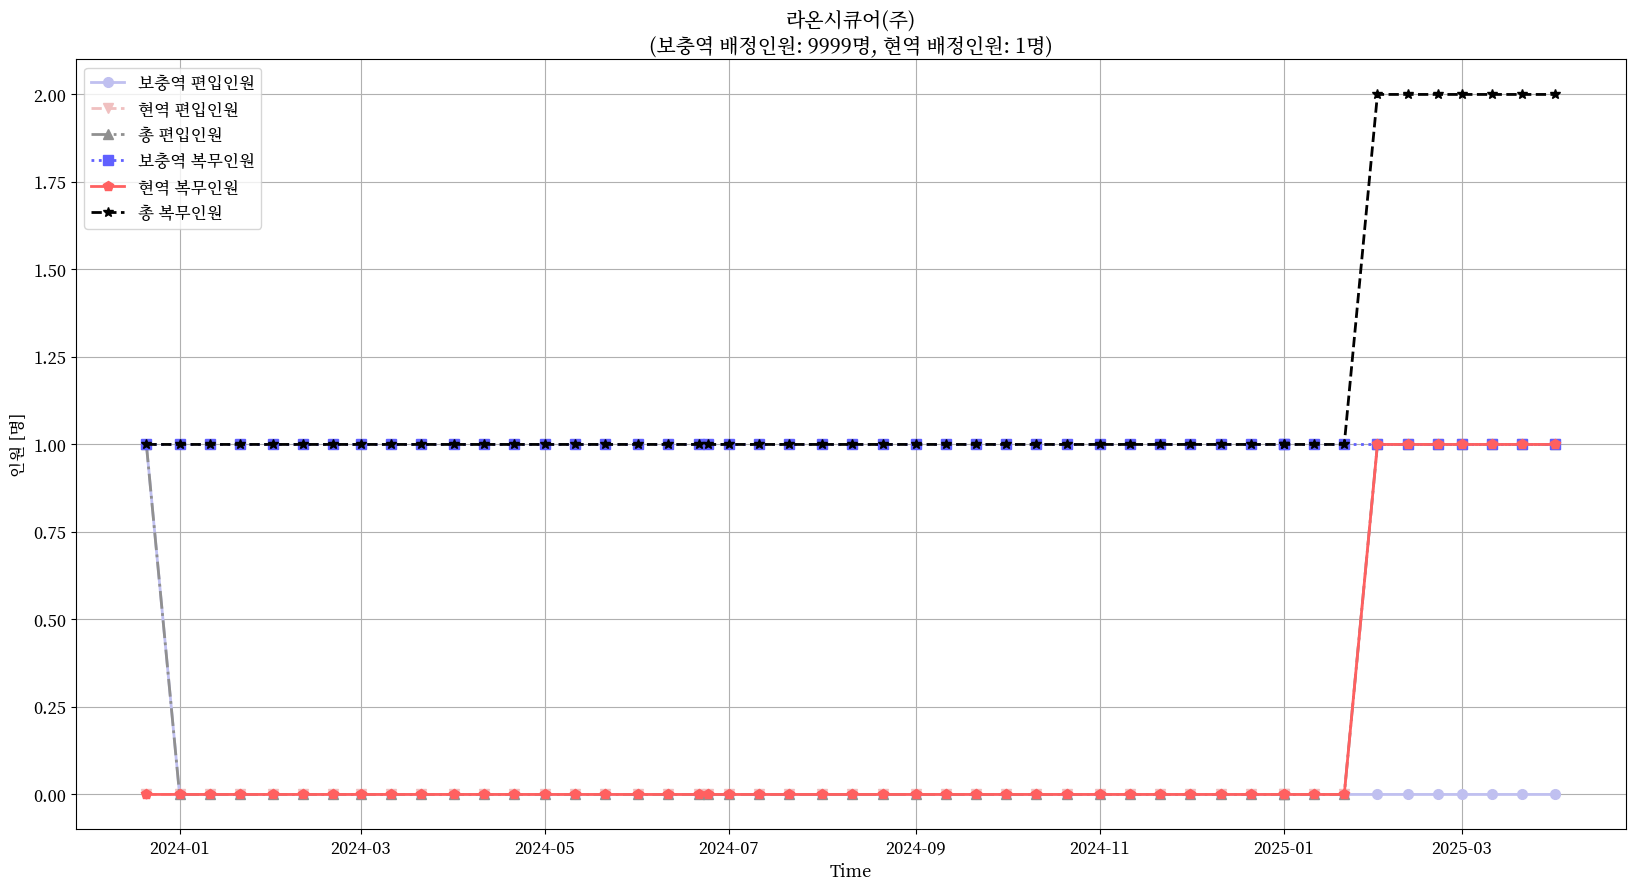 라온시큐어(주)
(보충역 배정인원: 9999명, 현역 배정인원: 1명)
보충역 편입인원
현역 편입인원
총 편입인원
보충역 복무인원
현역 복무인원
총 복무인원
2.00
1.75
1.50
1.25
1.00
0.75
0.50
0.25
0.00
인원 [명]
2024-01 2024-03 2024-05 2024-07 2024-09 2024-11 2025-01 2025-03
Time